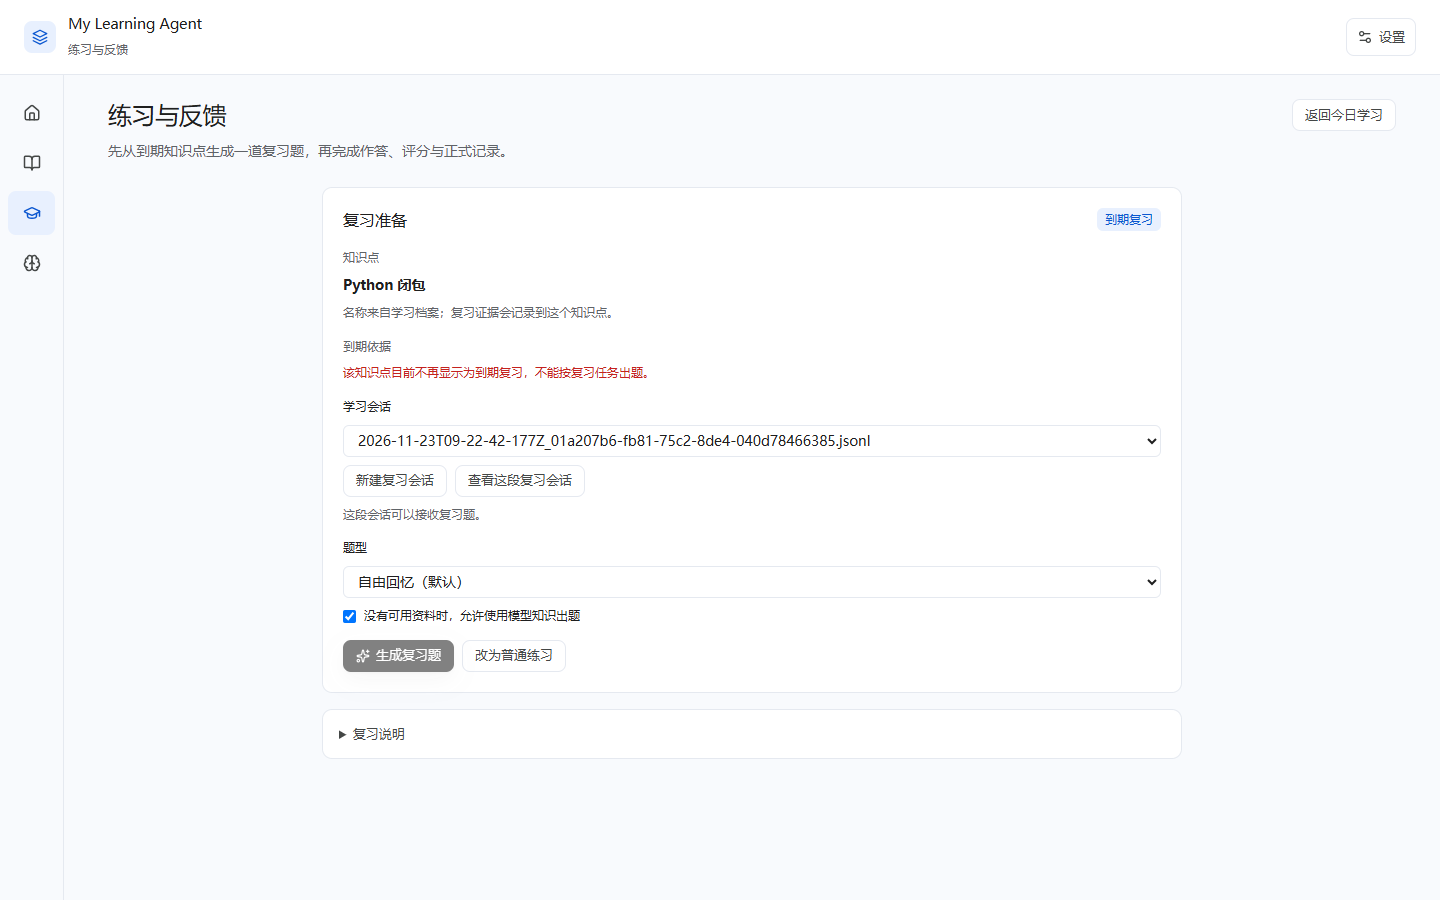 My Learning Agent
练习与反馈
设置
练习与反馈
返回今日学习
先从到期知识点生成一道复习题，再完成作答、评分与正式记录。
复习准备
到期复习
知识点
Python 闭包
名称来自学习档案；复习证据会记录到这个知识点。
到期依据
该知识点目前不再显示为到期复习，不能按复习任务出题。
学习会话
2026-11-23T09-22-42-177Z_01a207b6-fb81-75c2-8de4-040d78466385.jsonl
新建复习会话
查看这段复习会话
这段会话可以接收复习题。
题型
自由回忆（默认）
没有可用资料时，允许使用模型知识出题
生成复习题
改为普通练习
复习说明